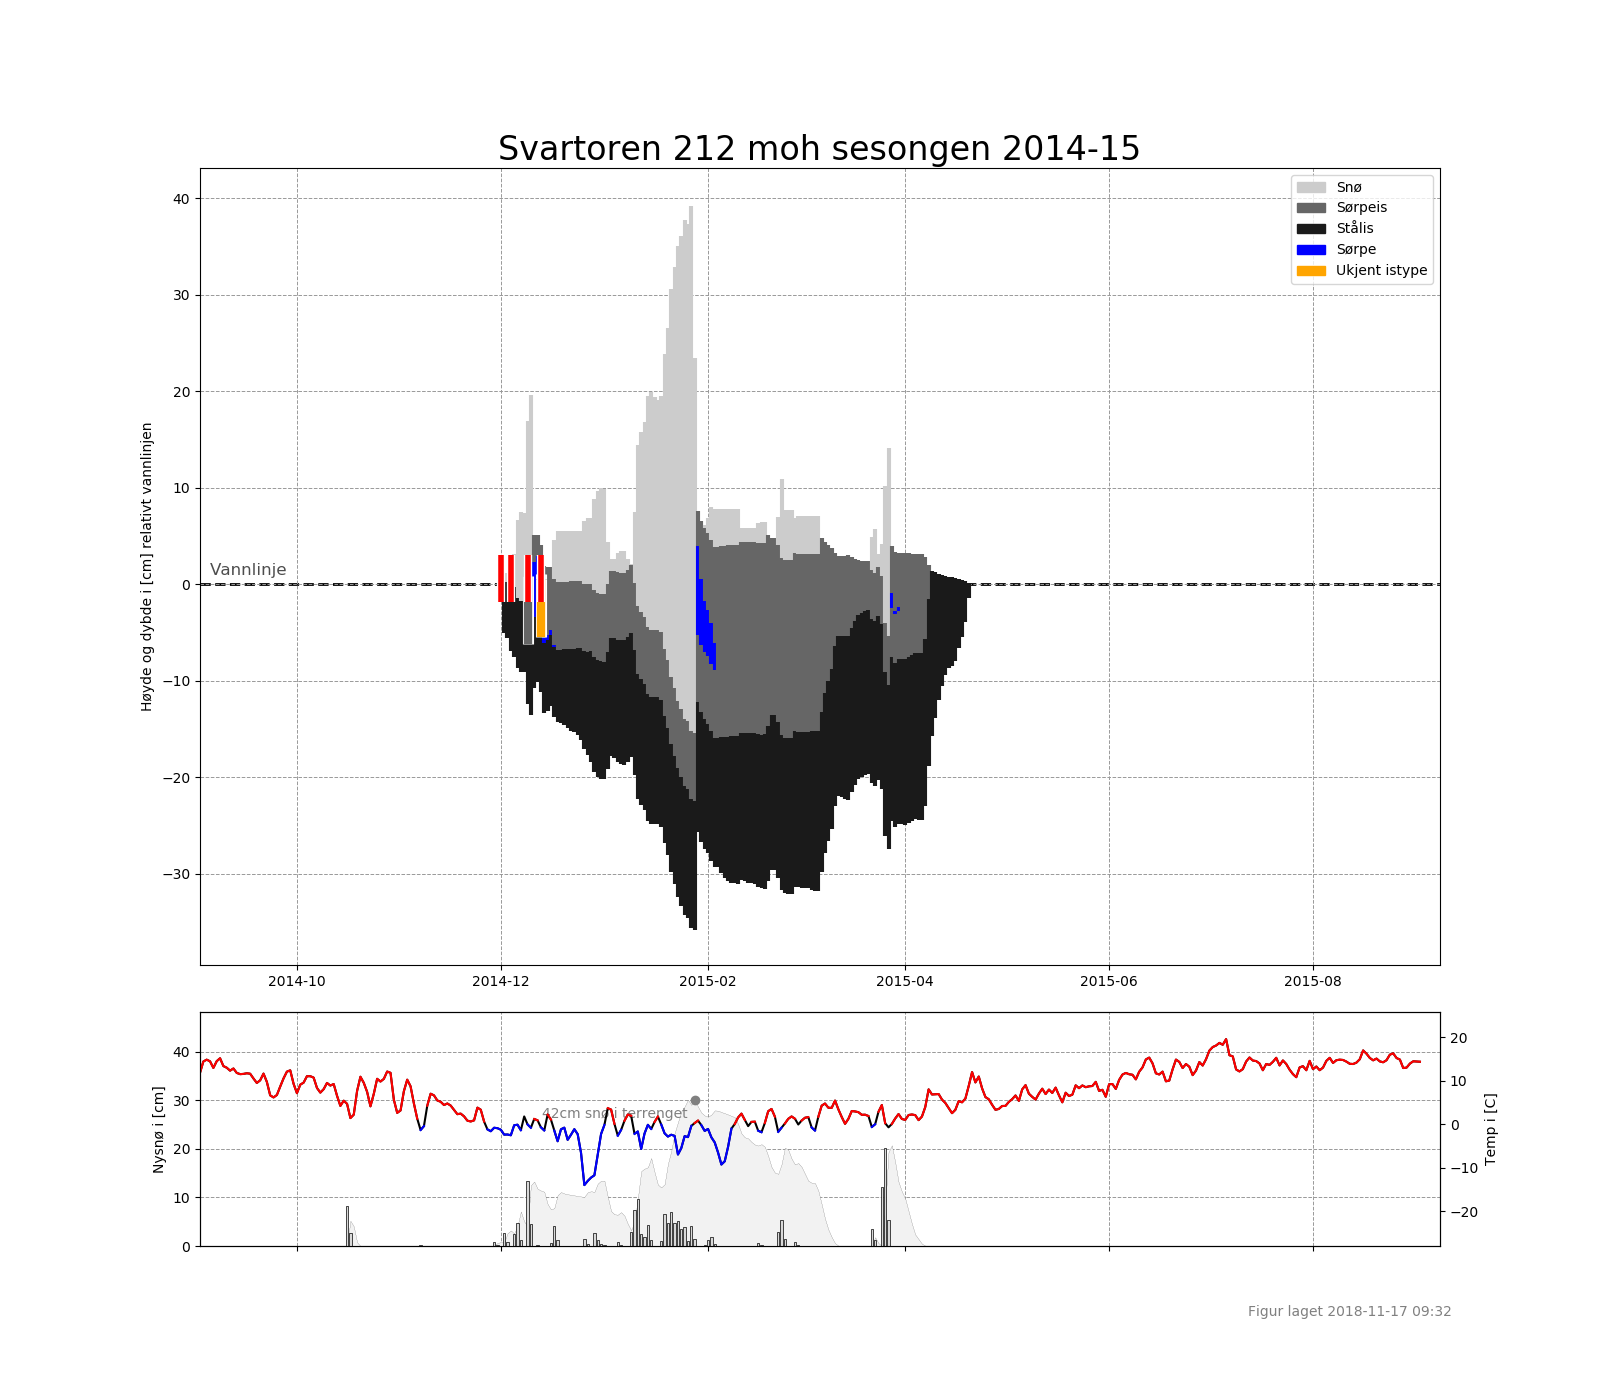 Svartoren 212 moh sesongen 2014-15
Snø
Sørpeis
Stålis
Sørpe
Ukjent istype
40
30
20
10
0
−10
−20
−30
Høyde og dybde i [cm] relativt vannlinjen
Vannlinje
2014-10
2014-12
2015-02
2015-04
2015-06
2015-08
40
30
20
10
0
Nysnø i [cm]
42cm snø i terrenget
20
10
0
−10
−20
Temp i [C]
Figur laget 2018-11-17 09:32